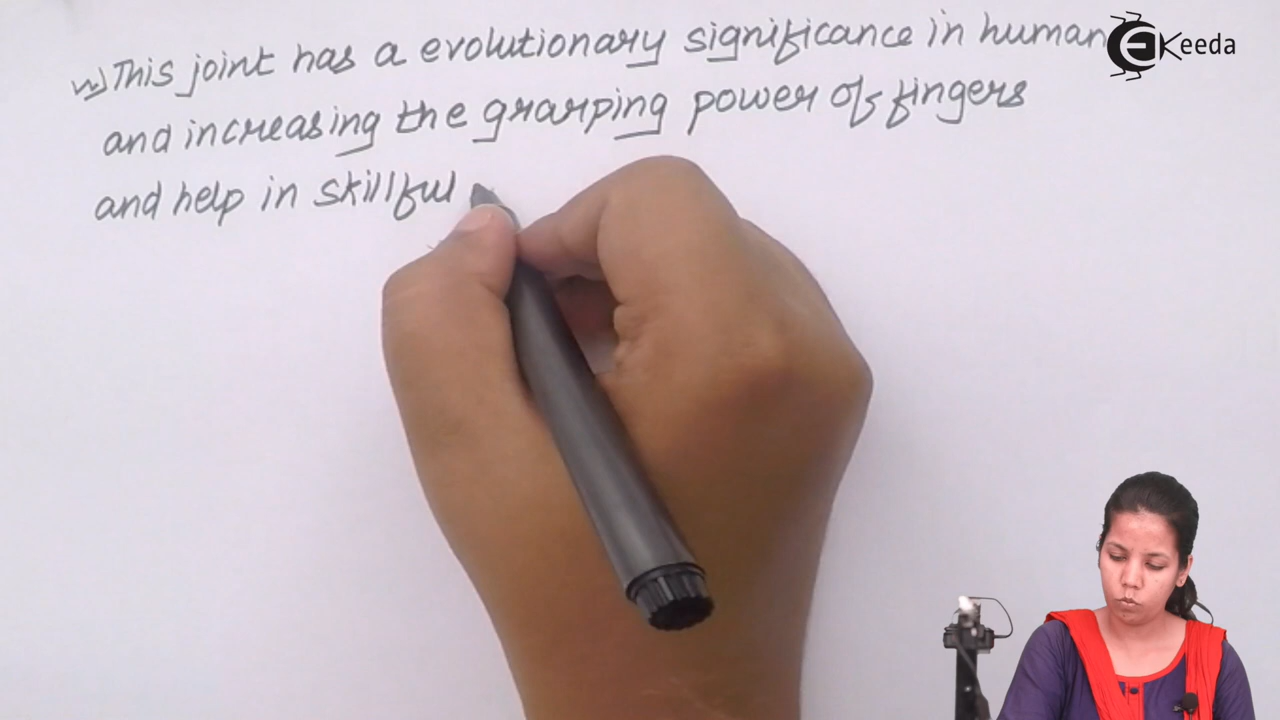 iv) This joint has a evolutionary significance in human
and increasing the grasping power of fingers
and help in skillful
EKeeda